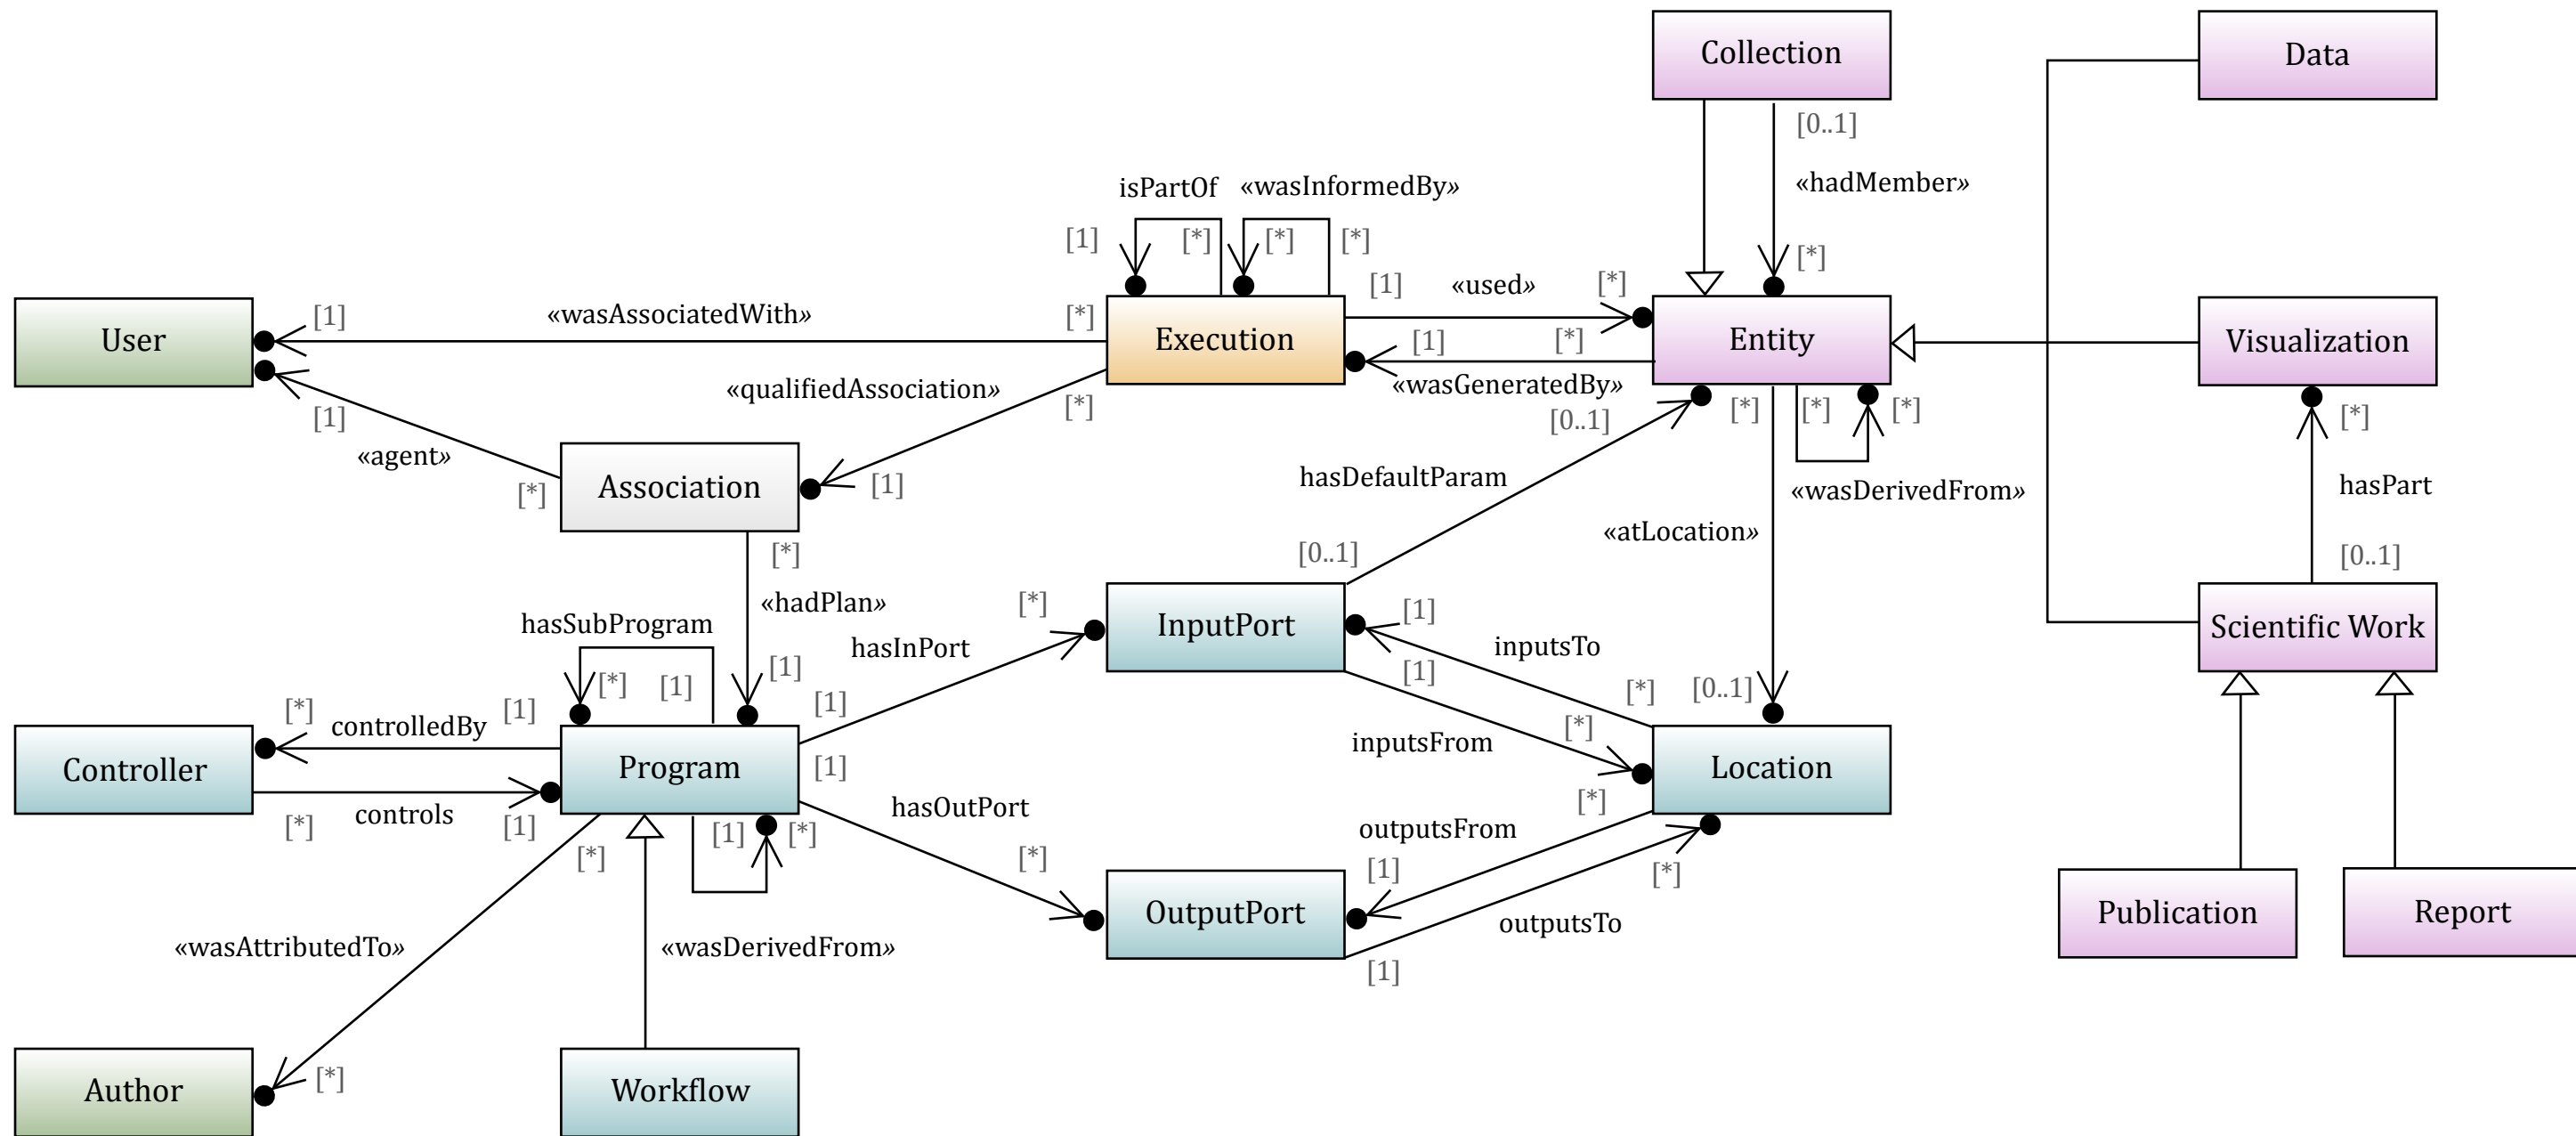 Collection
Data
[0..1]
«hadMember»
[*]
isPartOf
«wasInformedBy»
[1]
[*]
[*]
[*]
User
[1]
«wasAssociatedWith»
[*]
Execution
[1]
«used»
[*]
[1]
[*]
«wasGeneratedBy»
Entity
Visualization
[1]
«agent»
[*]
«qualifiedAssociation»
[*]
[1]
Association
[0..1]
hasDefaultParam
[0..1]
[*]
[*]
[*]
«wasDerivedFrom»
«atLocation»
[0..1]
[*]
hasPart
[0..1]
Scientific Work
[*]
«hadPlan»
[1]
hasSubProgram
[*]
[1]
hasInPort
[*]
[1]
InputPort
[1]
inputsTo
[*]
[1]
inputsFrom
[*]
Location
Controller
[*]
controlledBy
[1]
[*]
controls
[1]
Program
[1]
hasOutPort
[*]
[*]
outputsFrom
[1]
OutputPort
[*]
outputsTo
[1]
[1]
[*]
«wasDerivedFrom»
[*]
«wasAttributedTo»
[*]
Publication
Report
Author
Workflow